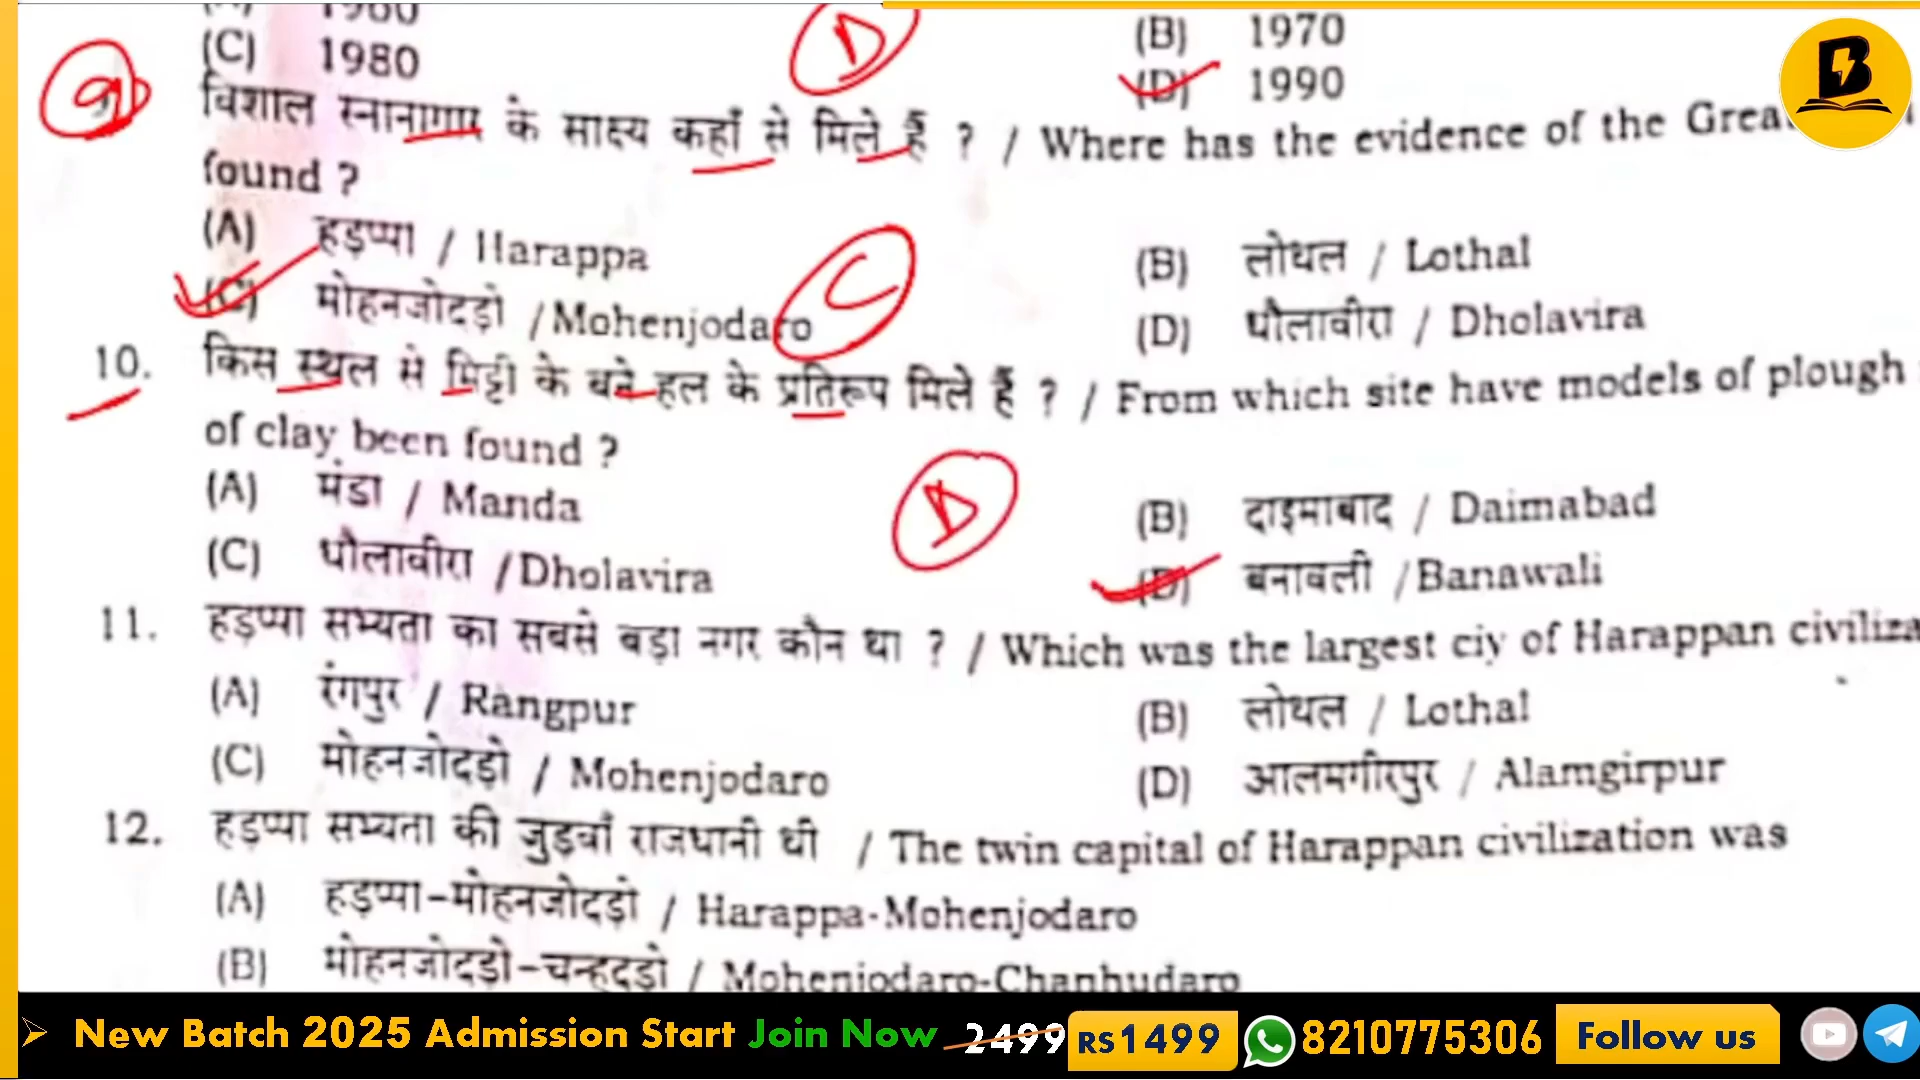 1960
(C) 1980
(B) 1970
(D) 1990
D
9
विशाल स्नानागार के साक्ष्य कहाँ से मिले हैं ? / Where has the evidence of the
found ?
(A) हड़प्पा / Harappa
(B) लोथल / Lothal
(C) मोहनजोदड़ो /Mohenjodaro
(D) धौलावीरा / Dholavira
C
10. किस स्थल से मिट्टी के बने हल के प्रतिरूप मिले हैं ? / From which site have models of plough
of clay been found ?
(A) मंडा / Manda
(B) दाइमाबाद / Daimabad
(C) धौलावीरा /Dholavira
(D) बनावली /Banawali
D
11. हड़प्पा सभ्यता का सबसे बड़ा नगर कौन था ? / Which was the largest ciy of Harappan civiliza
(A) रंगपुर / Rangpur
(B) लोथल / Lothal
(C) मोहनजोदड़ो / Mohenjodaro
(D) आलमगीरपुर / Alamgirpur
12. हड़प्पा सभ्यता की जुड़वाँ राजधानी थी / The twin capital of Harappan civilization was
(A) हड़प्पा-मोहनजोदड़ो / Harappa-Mohenjodaro
(B) मोहनजोदड़ो-चन्हूदड़ो / Mohenjodaro-Chanhudaro
New Batch 2025 Admission Start Join Now 2499 RS 1499 8210775306 Follow us